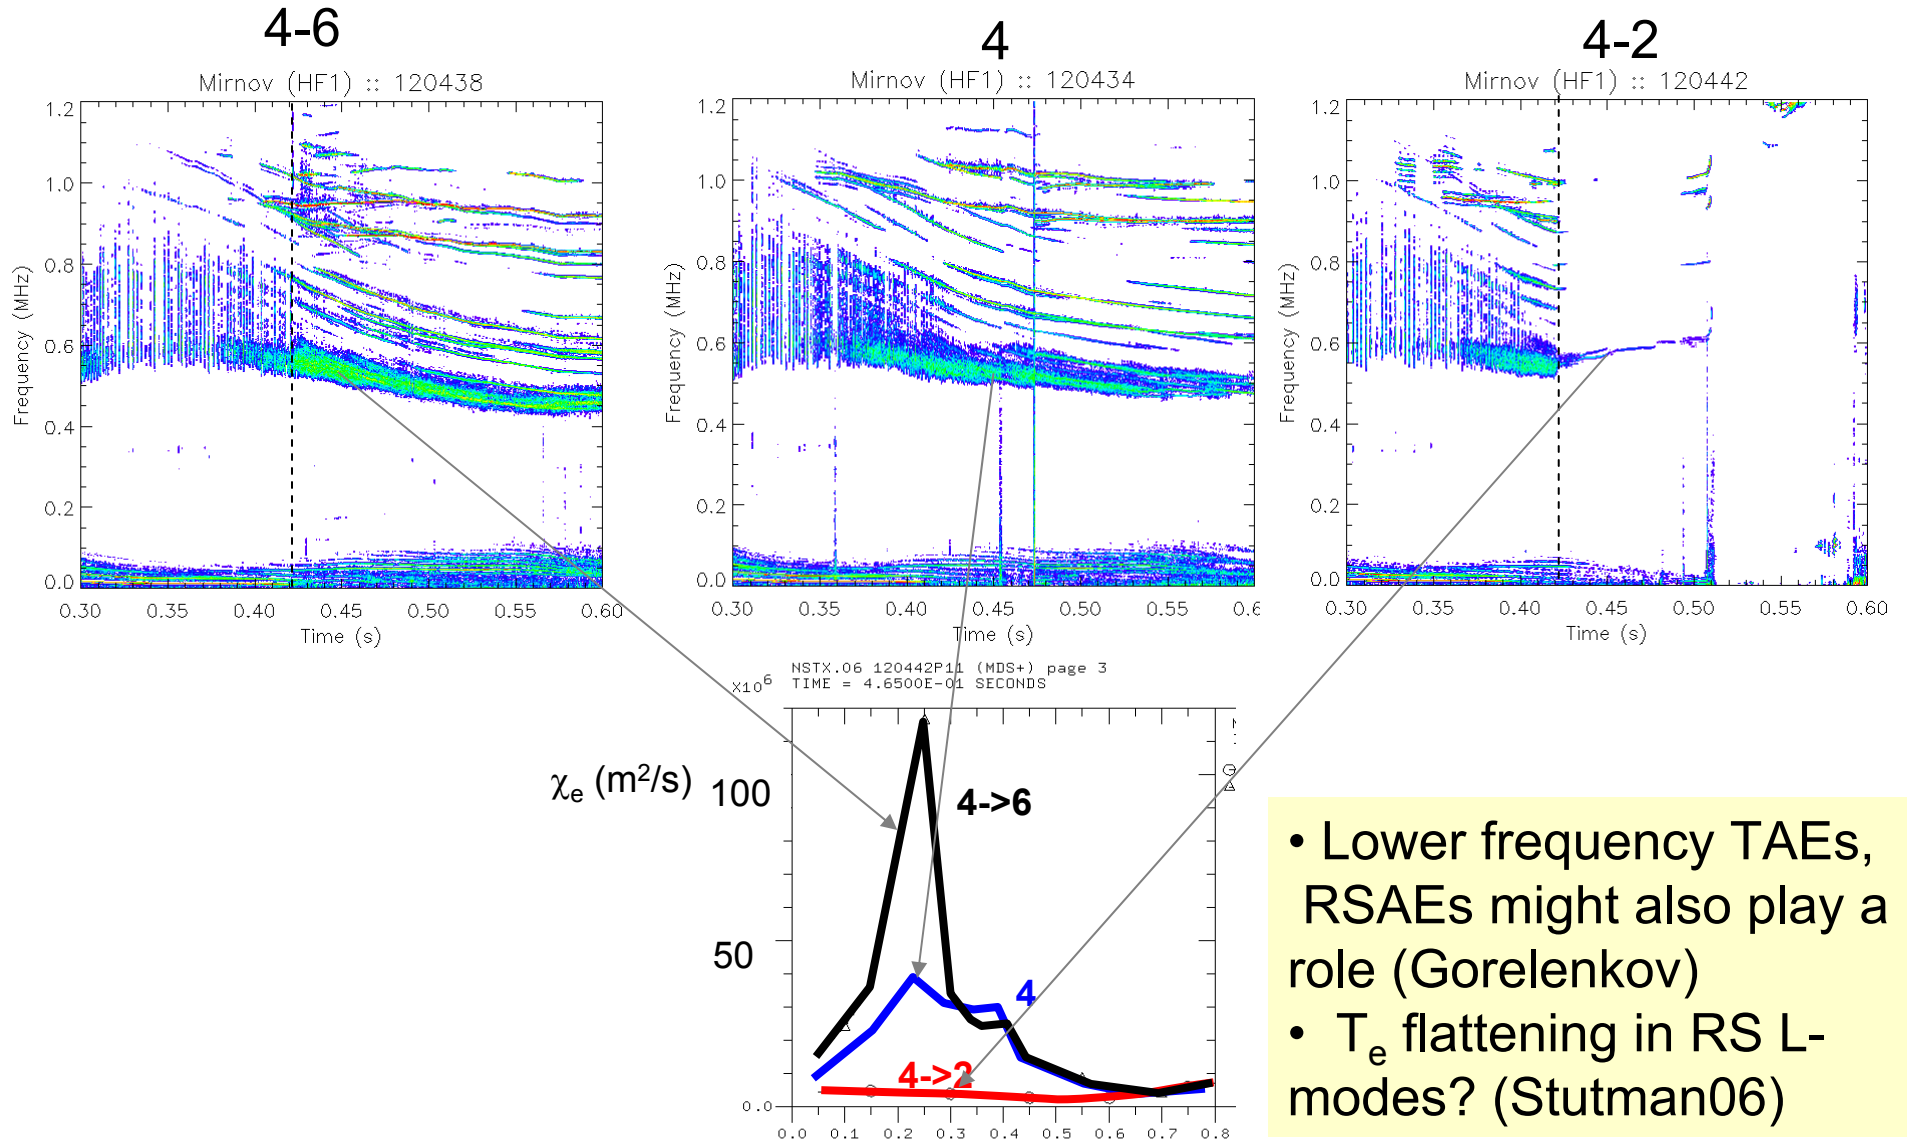 4-6
Mirnov (HF1) :: 120438
1.2
1.0
0.8
0.6
0.4
0.2
0.0
Frequency (MHz)
0.30 0.35 0.40 0.45 0.50 0.55 0.60
Time (s)
4
Mirnov (HF1) :: 120434
1.2
1.0
0.8
0.6
0.4
0.2
0.0
Frequency (MHz)
0.30 0.35 0.40 0.45 0.50 0.55 0.6
Time (s)
4-2
Mirnov (HF1) :: 120442
1.2
1.0
0.8
0.6
0.4
0.2
0.0
Frequency (MHz)
0.30 0.35 0.40 0.45 0.50 0.55 0.60
Time (s)
NSTX.06 120442P11 (MDS+) page 3
TIME = 4.6500E-01 SECONDS
X10⁶
χe (m²/s)
100
50
0.0
4->6
4
4->2
0.0 0.1 0.2 0.3 0.4 0.5 0.6 0.7 0.8
• Lower frequency TAEs,
RSAEs might also play a
role (Gorelenkov)
• Te flattening in RS L-
modes? (Stutman06)